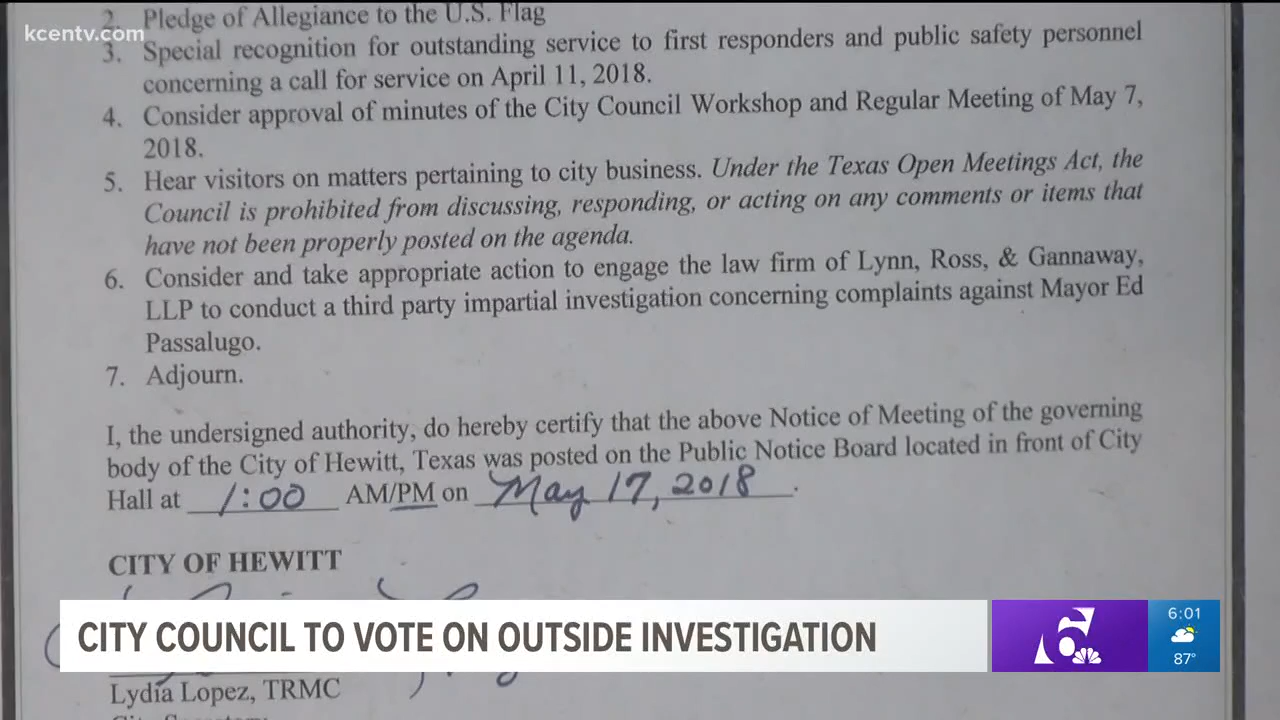 2. Pledge of Allegiance to the U.S. Flag
kcentv.com
3. Special recognition for outstanding service to first responders and public safety personnel
concerning a call for service on April 11, 2018.
4. Consider approval of minutes of the City Council Workshop and Regular Meeting of May 7,
2018.
5. Hear visitors on matters pertaining to city business. Under the Texas Open Meetings Act, the
Council is prohibited from discussing, responding, or acting on any comments or items that
have not been properly posted on the agenda.
6. Consider and take appropriate action to engage the law firm of Lynn, Ross, & Gannaway,
LLP to conduct a third party impartial investigation concerning complaints against Mayor Ed
Passalugo.
7. Adjourn.
I, the undersigned authority, do hereby certify that the above Notice of Meeting of the governing
body of the City of Hewitt, Texas was posted on the Public Notice Board located in front of City
Hall at 1:00 AM/PM on May 17, 2018.
CITY OF HEWITT
CITY COUNCIL TO VOTE ON OUTSIDE INVESTIGATION
6
6:01
87°
Lydia Lopez, TRMC